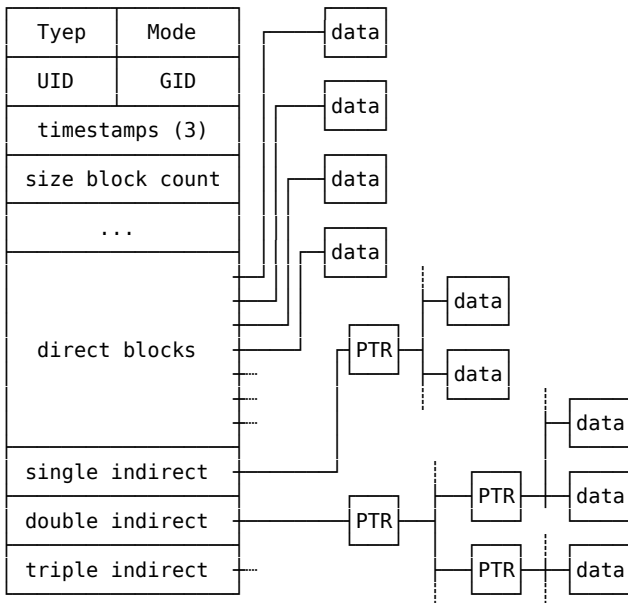 Tyep Mode data
UID GID
data
timestamps (3)
size block count data
...
data
data
direct blocks PTR
data
data
single indirect
PTR data
double indirect PTR
triple indirect PTR data